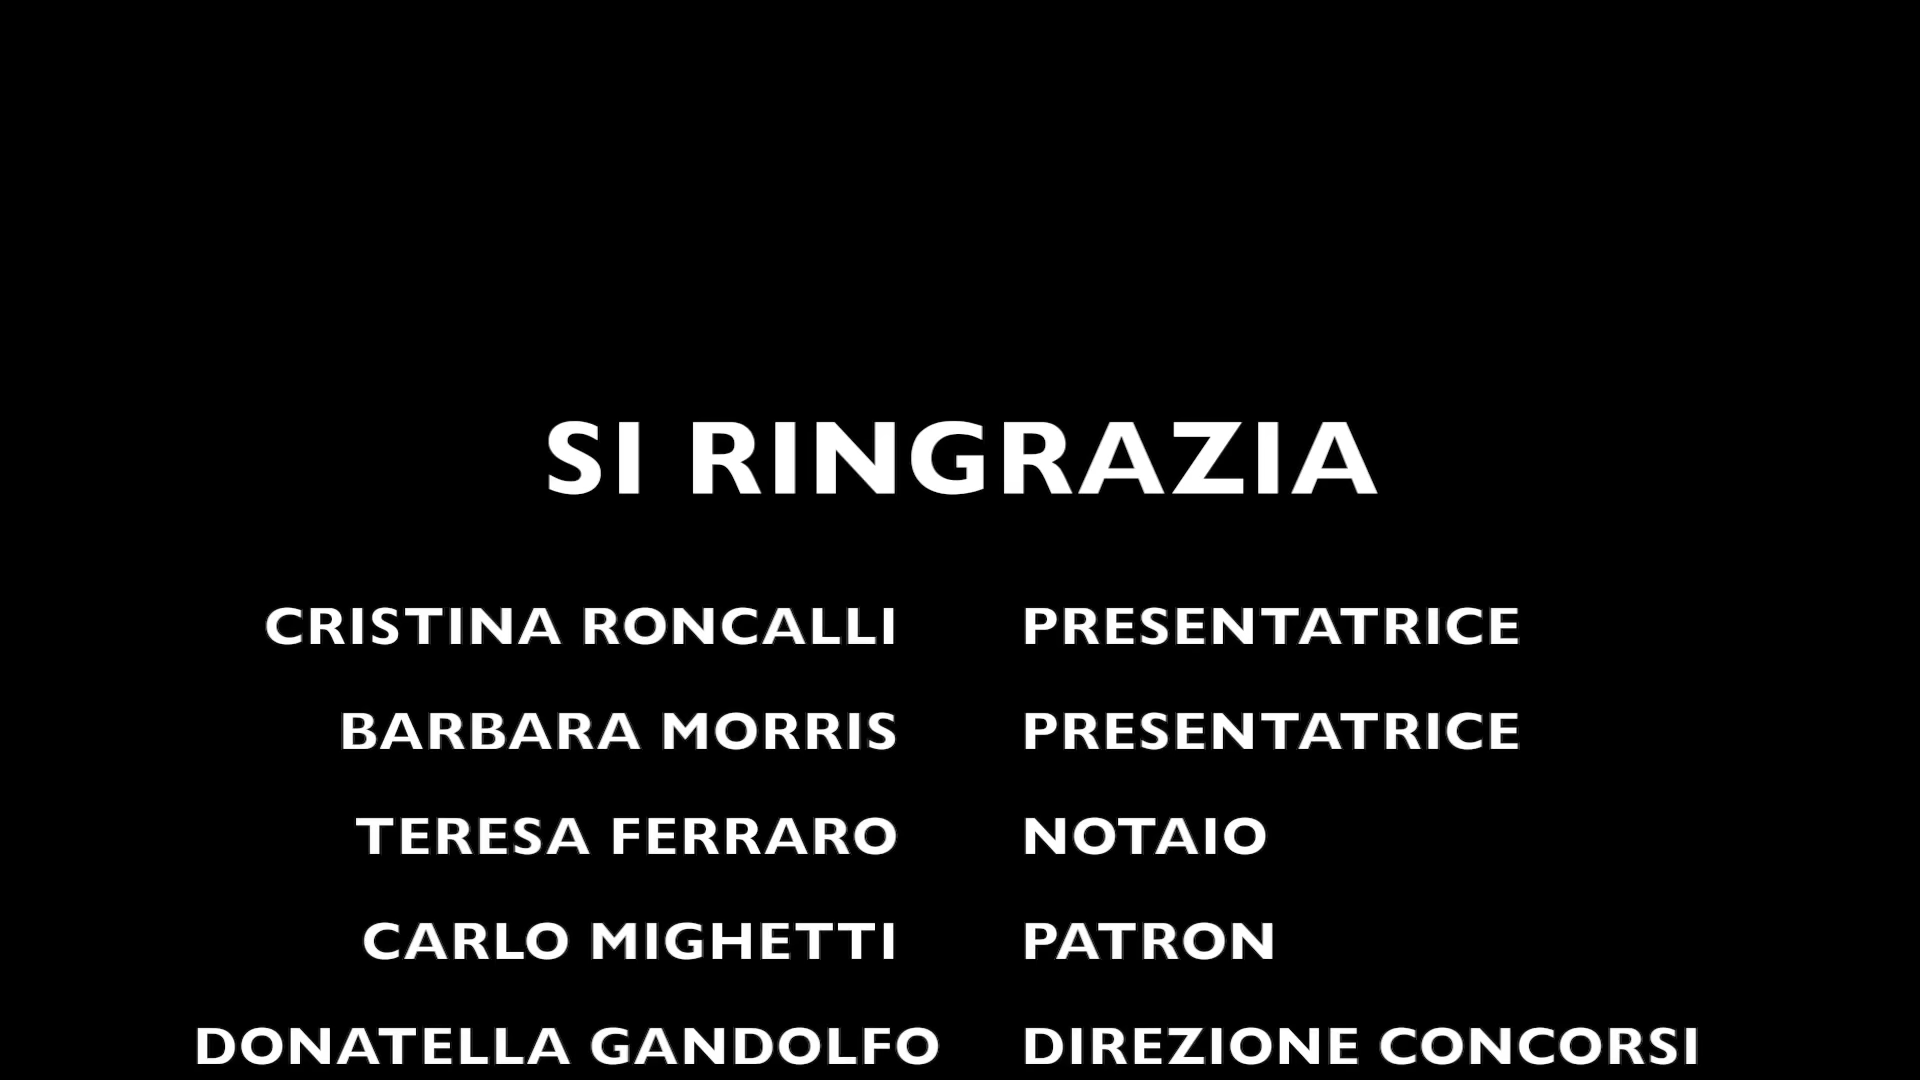 SI RINGRAZIA
CRISTINA RONCALLI PRESENTATRICE
BARBARA MORRIS PRESENTATRICE
TERESA FERRARO NOTAIO
CARLO MIGHETTI PATRON
DONATELLA GANDOLFO DIREZIONE CONCORSI